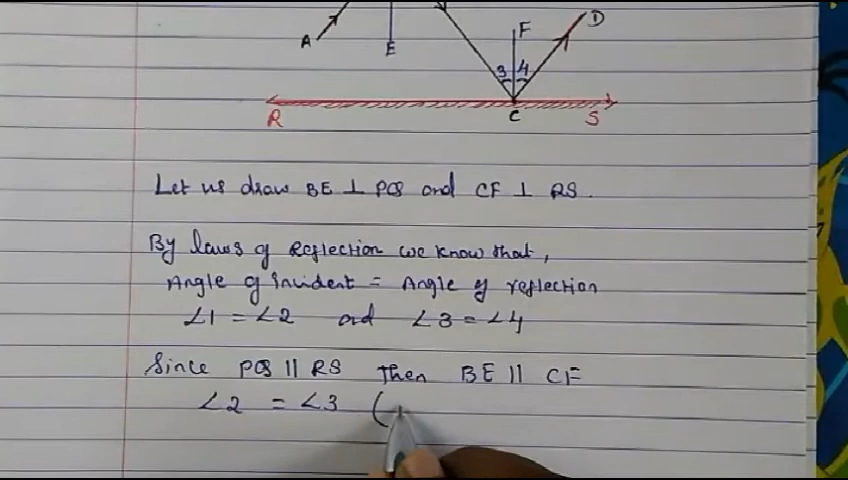 A E F D
3 4
R C S
Let us draw BE ⊥ PQ and CF ⊥ RS.
By laws of Reflection we know that,
Angle of Incident = Angle of reflection
∠1 = ∠2 and ∠3 = ∠4
Since PQ || RS Then BE || CF
∠2 = ∠3 (